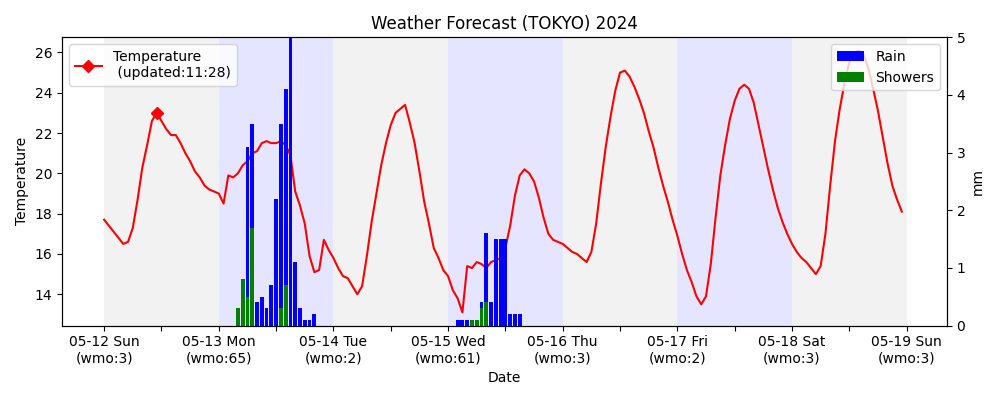 Weather Forecast (TOKYO) 2024
Temperature
(updated:11:28)
Rain
Showers
26
24
22
20
18
16
14
Temperature
5
4
3
2
1
0
mm
05-12 Sun
(wmo:3)
05-13 Mon
(wmo:65)
05-14 Tue
(wmo:2)
05-15 Wed
(wmo:61)
05-16 Thu
(wmo:3)
05-17 Fri
(wmo:2)
05-18 Sat
(wmo:3)
05-19 Sun
(wmo:3)
Date